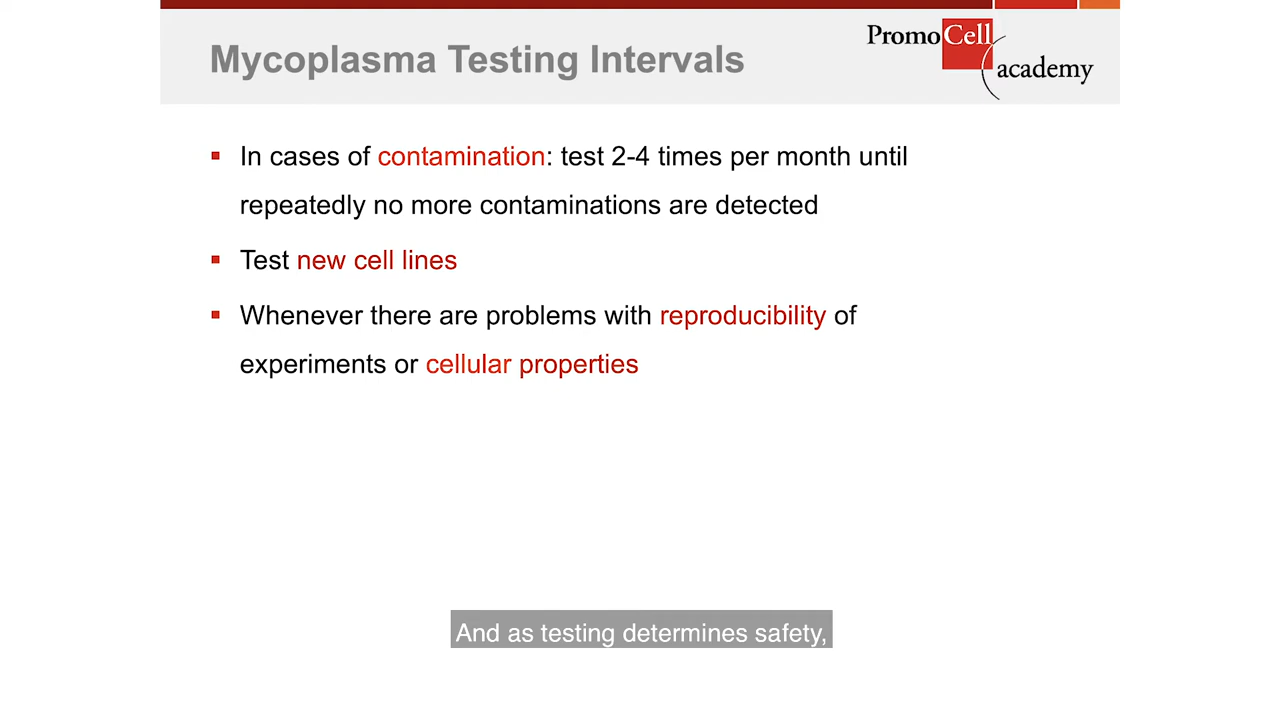 Mycoplasma Testing Intervals
PromoCell
academy
▪ In cases of contamination: test 2-4 times per month until
repeatedly no more contaminations are detected
▪ Test new cell lines
▪ Whenever there are problems with reproducibility of
experiments or cellular properties
And as testing determines safety,